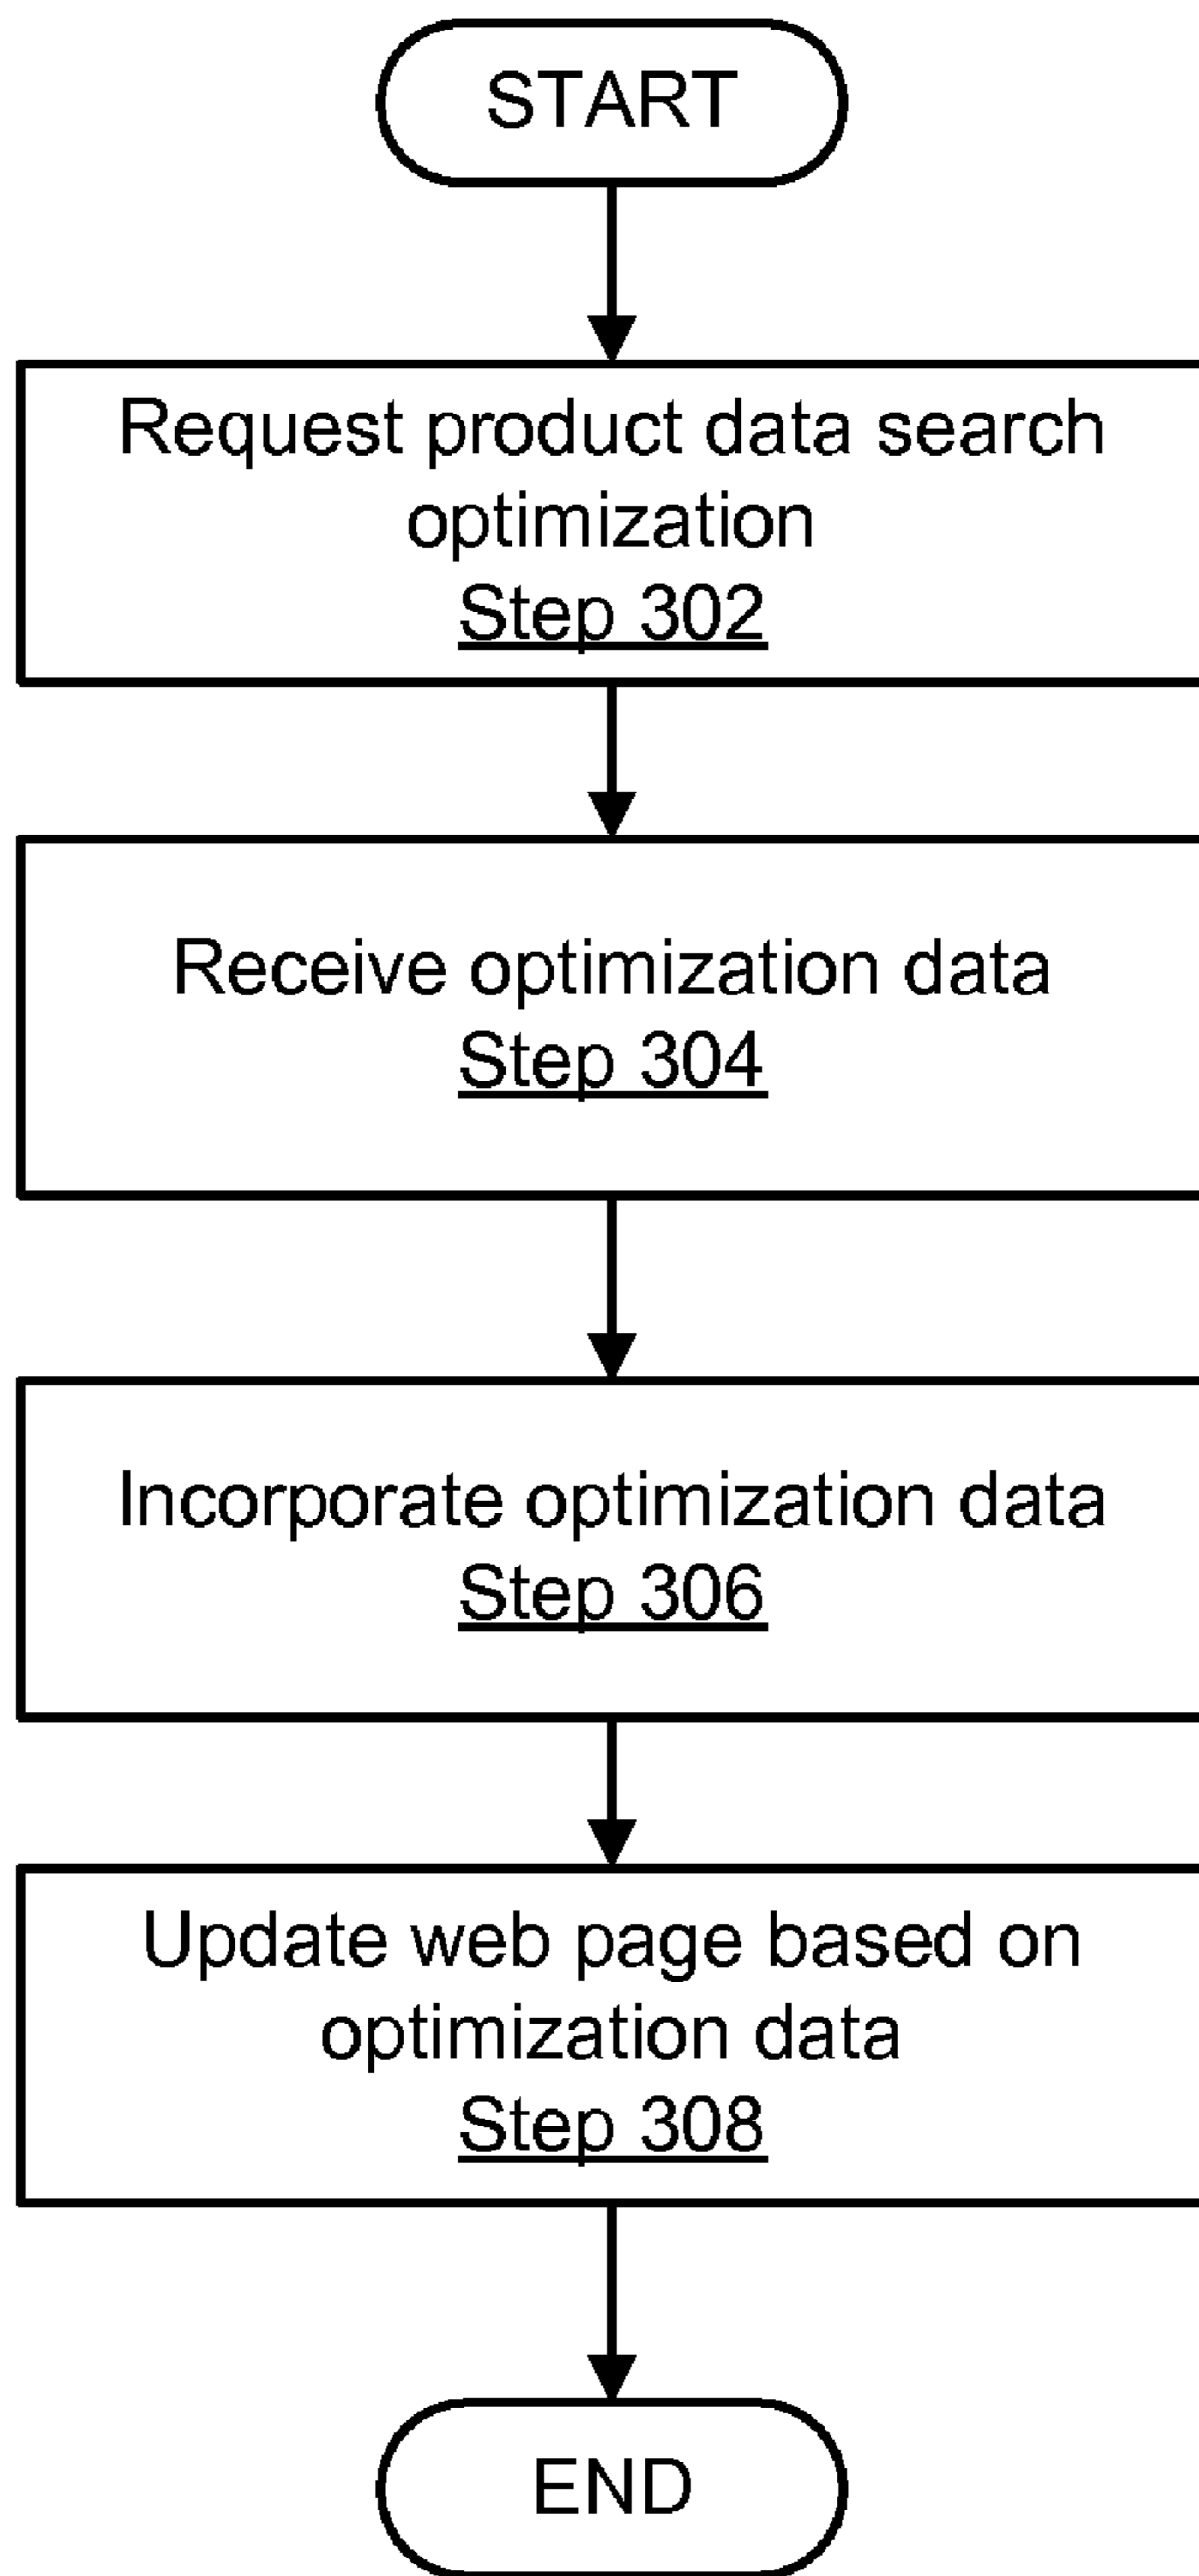 START
Request product data search
optimization
Step 302
Receive optimization data
Step 304
Incorporate optimization data
Step 306
Update web page based on
optimization data
Step 308
END